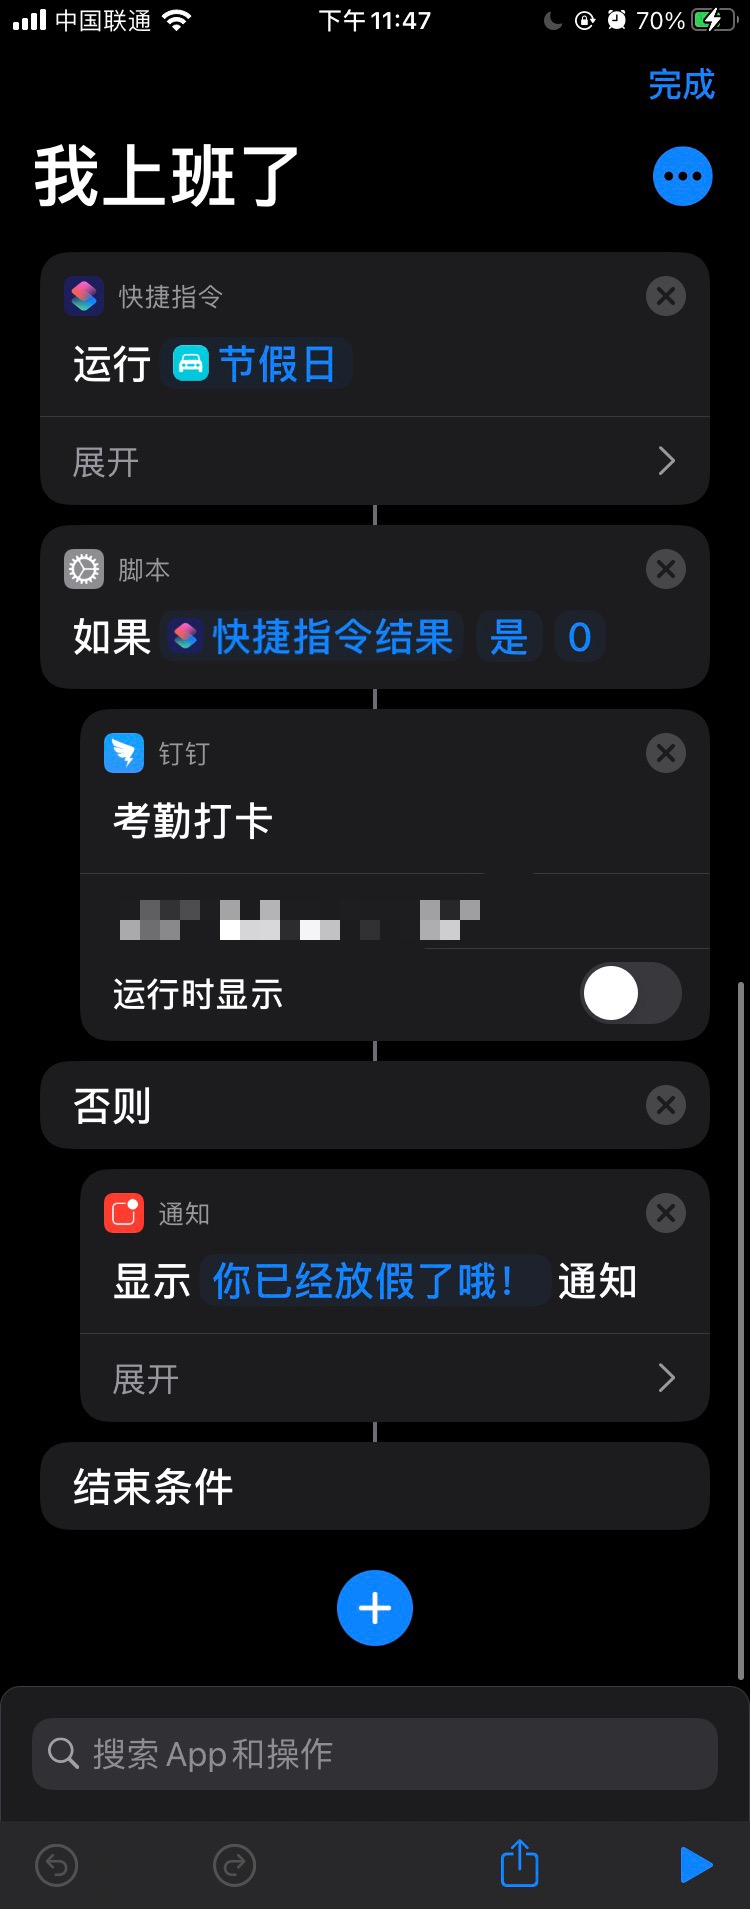 中国联通 下午11:47 70%
完成
我上班了
快捷指令
运行 节假日
展开
脚本
如果 快捷指令结果 是 0
钉钉
考勤打卡
运行时显示
否则
通知
显示 你已经放假了哦！ 通知
展开
结束条件
搜索 App 和操作